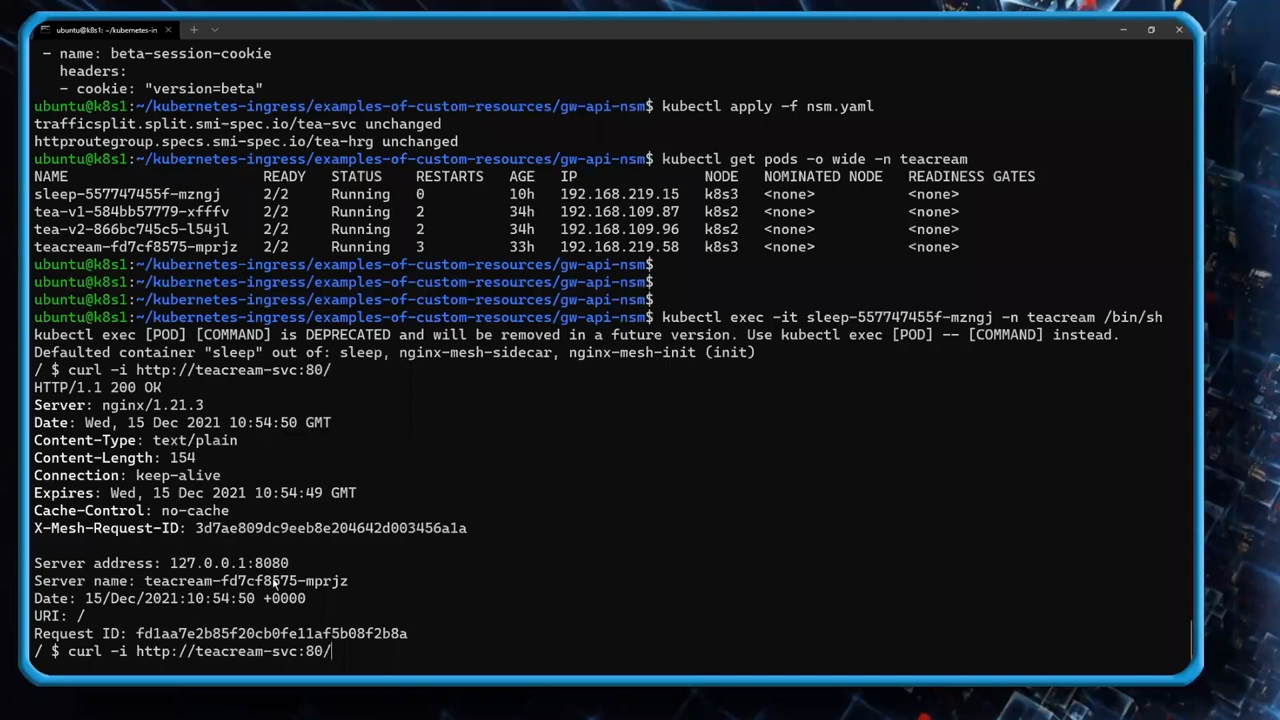 ubuntu@k8s1: ~/kubernetes-in
- name: beta-session-cookie
headers:
- cookie: "version=beta"
ubuntu@k8s1:~/kubernetes-ingress/examples-of-custom-resources/gw-api-nsm$ kubectl apply -f nsm.yaml
trafficsplit.split.smi-spec.io/tea-svc unchanged
httproutegroup.specs.smi-spec.io/tea-hrg unchanged
ubuntu@k8s1:~/kubernetes-ingress/examples-of-custom-resources/gw-api-nsm$ kubectl get pods -o wide -n teacream
NAME READY STATUS RESTARTS AGE IP NODE NOMINATED NODE READINESS GATES
sleep-557747455f-mzngj 2/2 Running 0 10h 192.168.219.15 k8s3 <none> <none>
tea-v1-584bb57779-xfffv 2/2 Running 2 34h 192.168.109.87 k8s2 <none> <none>
tea-v2-866bc745c5-l54jl 2/2 Running 2 34h 192.168.109.96 k8s2 <none> <none>
teacream-fd7cf8575-mprjz 2/2 Running 3 33h 192.168.219.58 k8s3 <none> <none>
ubuntu@k8s1:~/kubernetes-ingress/examples-of-custom-resources/gw-api-nsm$
ubuntu@k8s1:~/kubernetes-ingress/examples-of-custom-resources/gw-api-nsm$
ubuntu@k8s1:~/kubernetes-ingress/examples-of-custom-resources/gw-api-nsm$
ubuntu@k8s1:~/kubernetes-ingress/examples-of-custom-resources/gw-api-nsm$ kubectl exec -it sleep-557747455f-mzngj -n teacream /bin/sh
kubectl exec [POD] [COMMAND] is DEPRECATED and will be removed in a future version. Use kubectl exec [POD] -- [COMMAND] instead.
Defaulted container "sleep" out of: sleep, nginx-mesh-sidecar, nginx-mesh-init (init)
/ $ curl -i http://teacream-svc:80/
HTTP/1.1 200 OK
Server: nginx/1.21.3
Date: Wed, 15 Dec 2021 10:54:50 GMT
Content-Type: text/plain
Content-Length: 154
Connection: keep-alive
Expires: Wed, 15 Dec 2021 10:54:49 GMT
Cache-Control: no-cache
X-Mesh-Request-ID: 3d7ae809dc9eeb8e204642d003456a1a
Server address: 127.0.0.1:8080
Server name: teacream-fd7cf8575-mprjz
Date: 15/Dec/2021:10:54:50 +0000
URI: /
Request ID: fd1aa7e2b85f20cb0fe11af5b08f2b8a
/ $ curl -i http://teacream-svc:80/